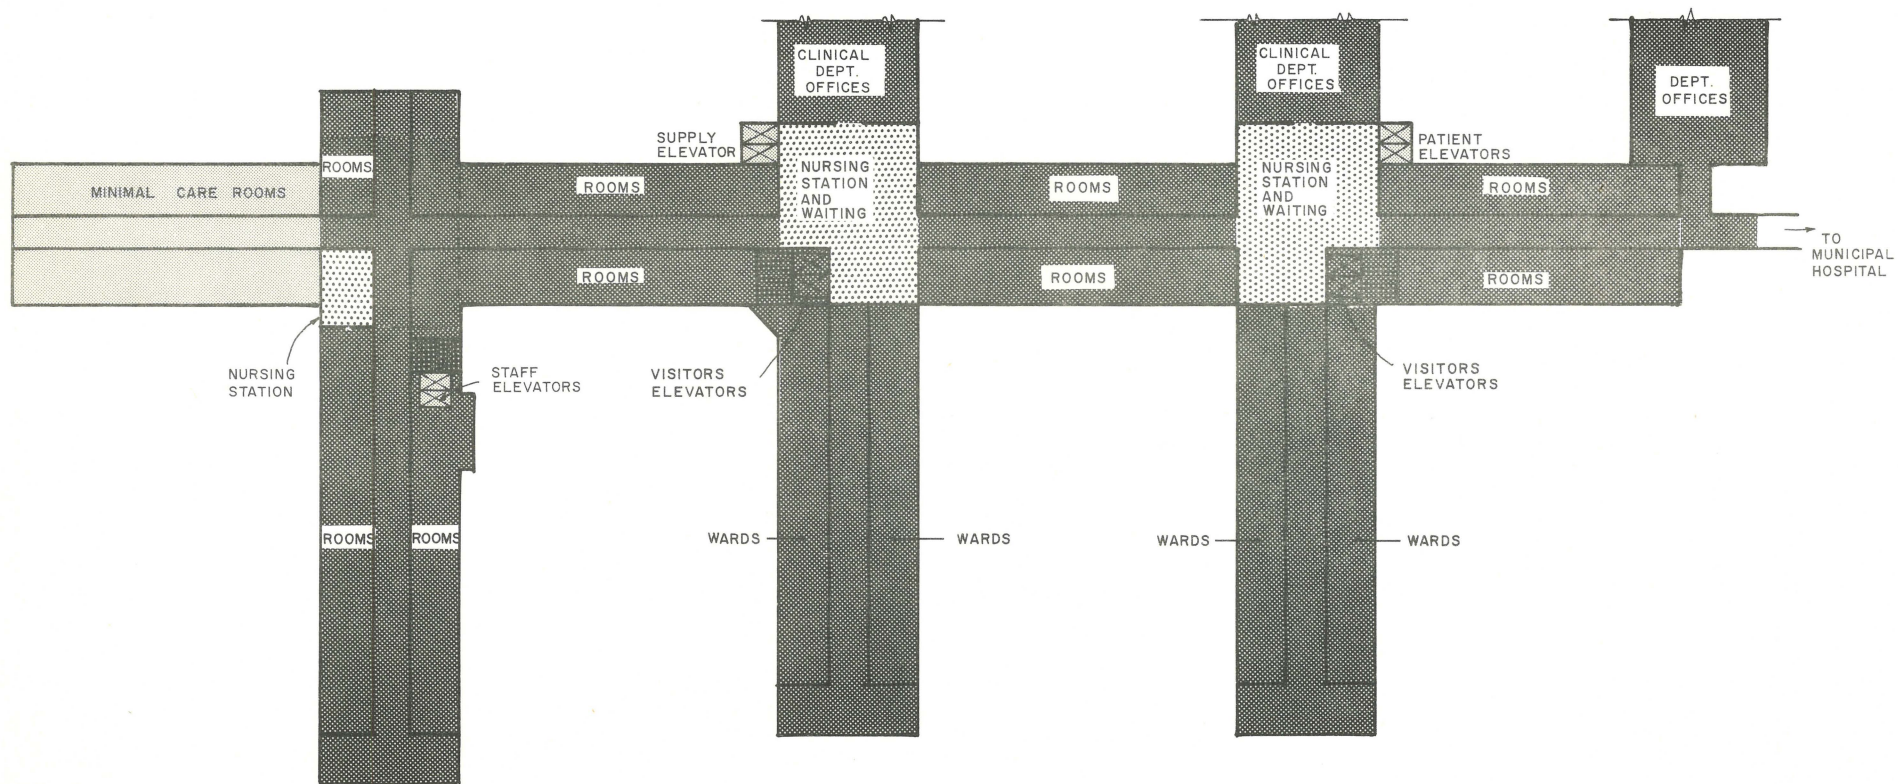 CLINICAL
DEPT.
OFFICES
CLINICAL
DEPT.
OFFICES
DEPT.
OFFICES
SUPPLY
ELEVATOR
PATIENT
ELEVATORS
ROOMS
MINIMAL CARE ROOMS
ROOMS
NURSING
STATION
AND
WAITING
ROOMS
NURSING
STATION
AND
WAITING
ROOMS
TO
MUNICIPAL
HOSPITAL
ROOMS
ROOMS
ROOMS
NURSING
STATION
STAFF
ELEVATORS
VISITORS
ELEVATORS
VISITORS
ELEVATORS
ROOMS
ROOMS
WARDS
WARDS
WARDS
WARDS